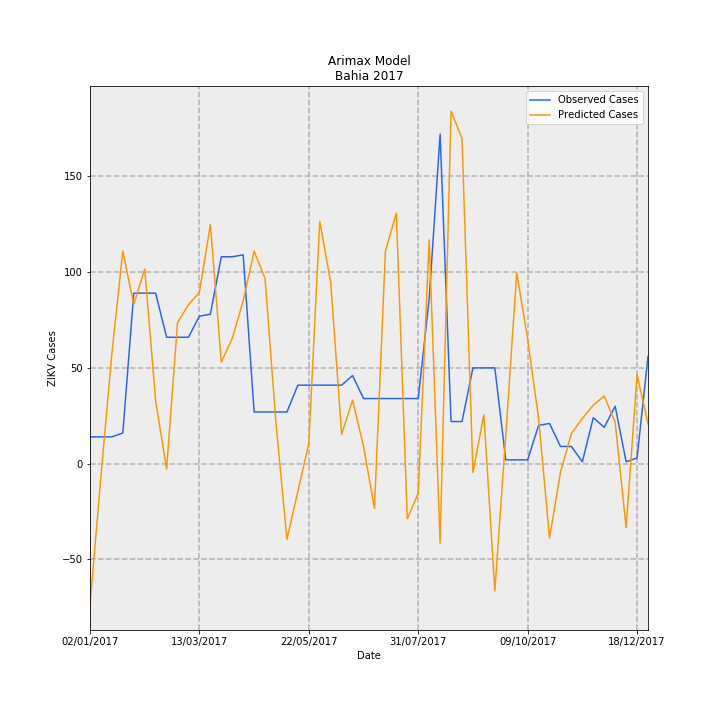 Arimax Model
Bahia 2017
Observed Cases
Predicted Cases
ZIKV Cases
150
100
50
0
−50
02/01/2017
13/03/2017
22/05/2017
31/07/2017
09/10/2017
18/12/2017
Date